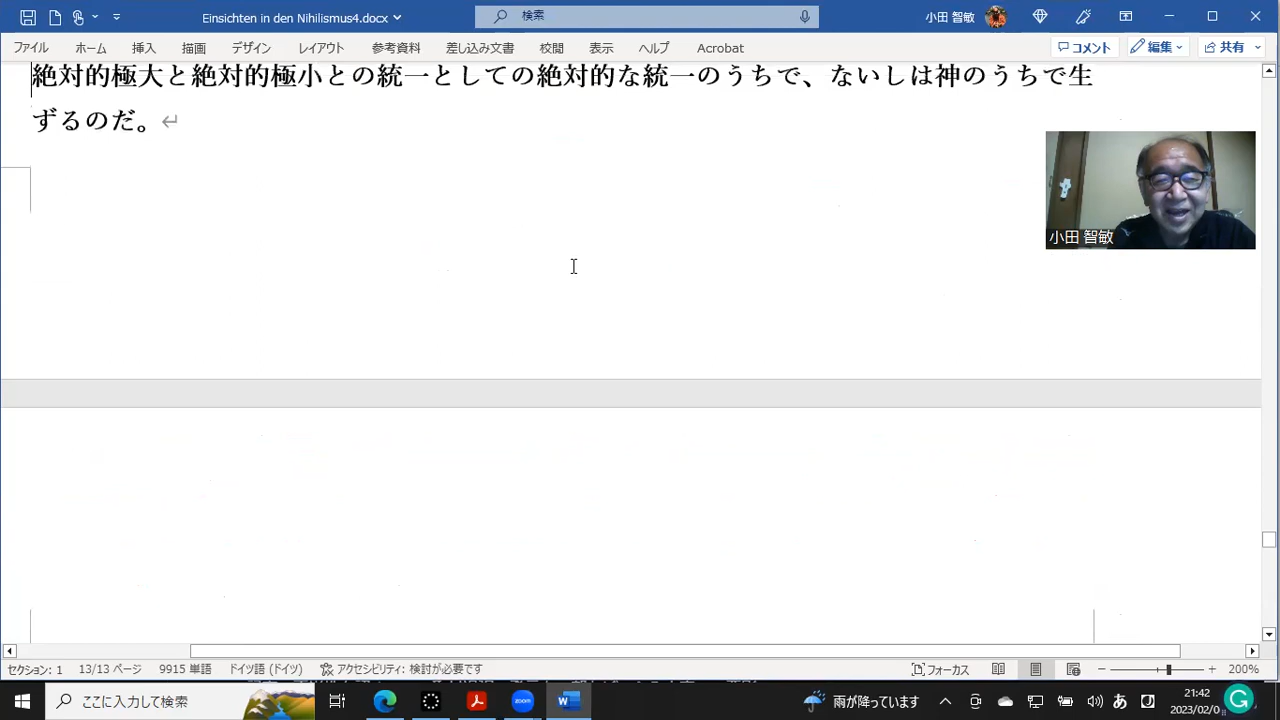 Einsichten in den Nihilismus4.docx
検索
小田 智敏
ファイル ホーム 挿入 描画 デザイン レイアウト 参考資料 差し込み文書 校閲 表示 ヘルプ Acrobat
コメント 編集 共有
絶対的極大と絶対的極小との統一としての絶対的な統一のうちで、ないしは神のうちで生
ずるのだ。
小田 智敏
セクション: 1 13/13 ページ 9915 単語 ドイツ語 (ドイツ) アクセシビリティ: 検討が必要です フォーカス 200%
ここに入力して検索
zoom
雨が降っています
あ
21:42
2023/02/0